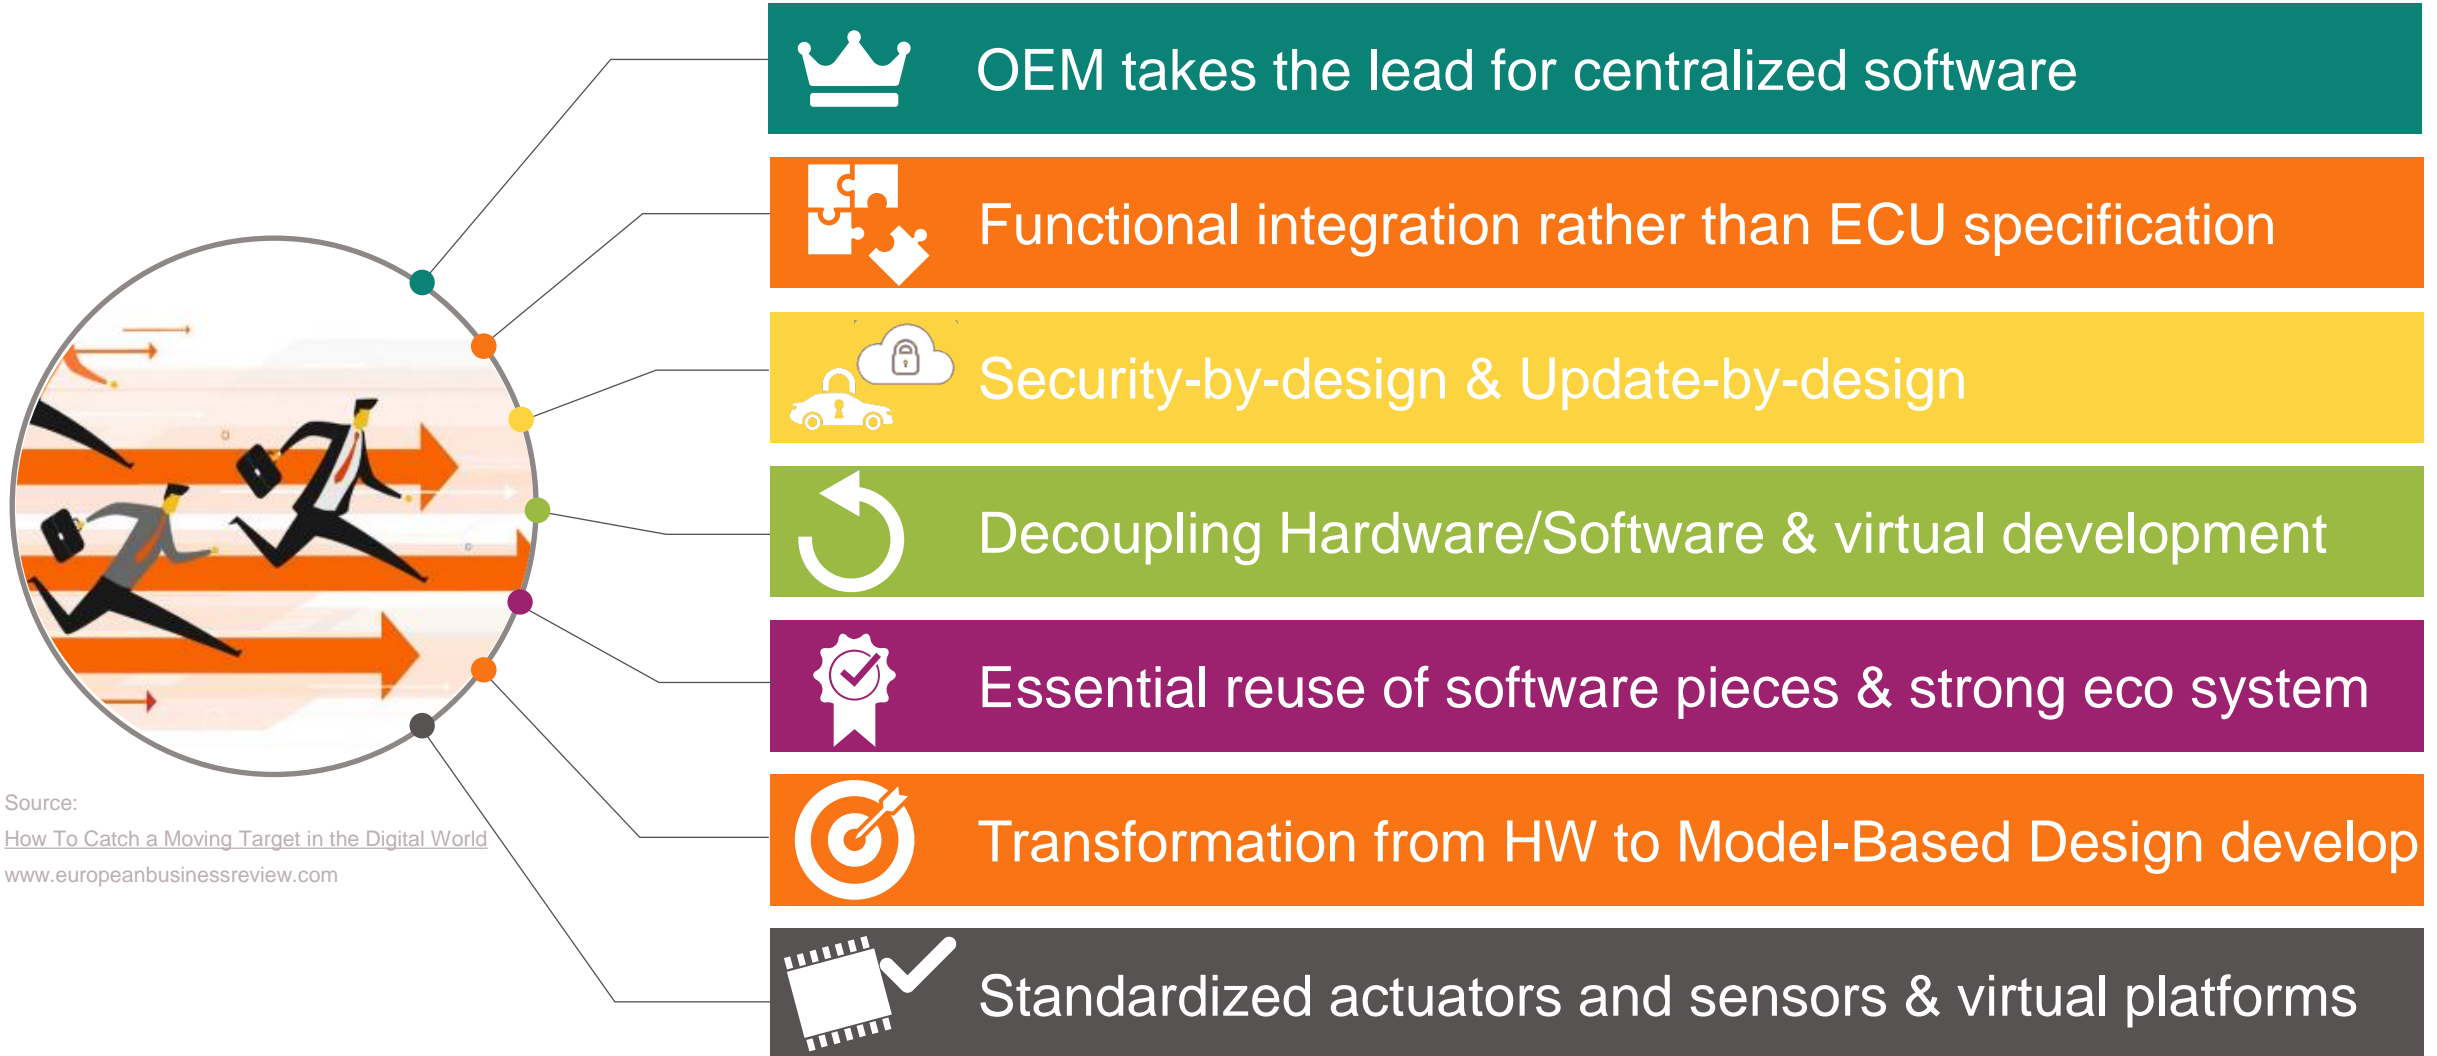 OEM takes the lead for centralized software
Functional integration rather than ECU specification
Security-by-design & Update-by-design
Decoupling Hardware/Software & virtual development
Essential reuse of software pieces & strong eco system
Transformation from HW to Model-Based Design develop
Standardized actuators and sensors & virtual platforms
Source:
How To Catch a Moving Target in the Digital World
www.europeanbusinessreview.com